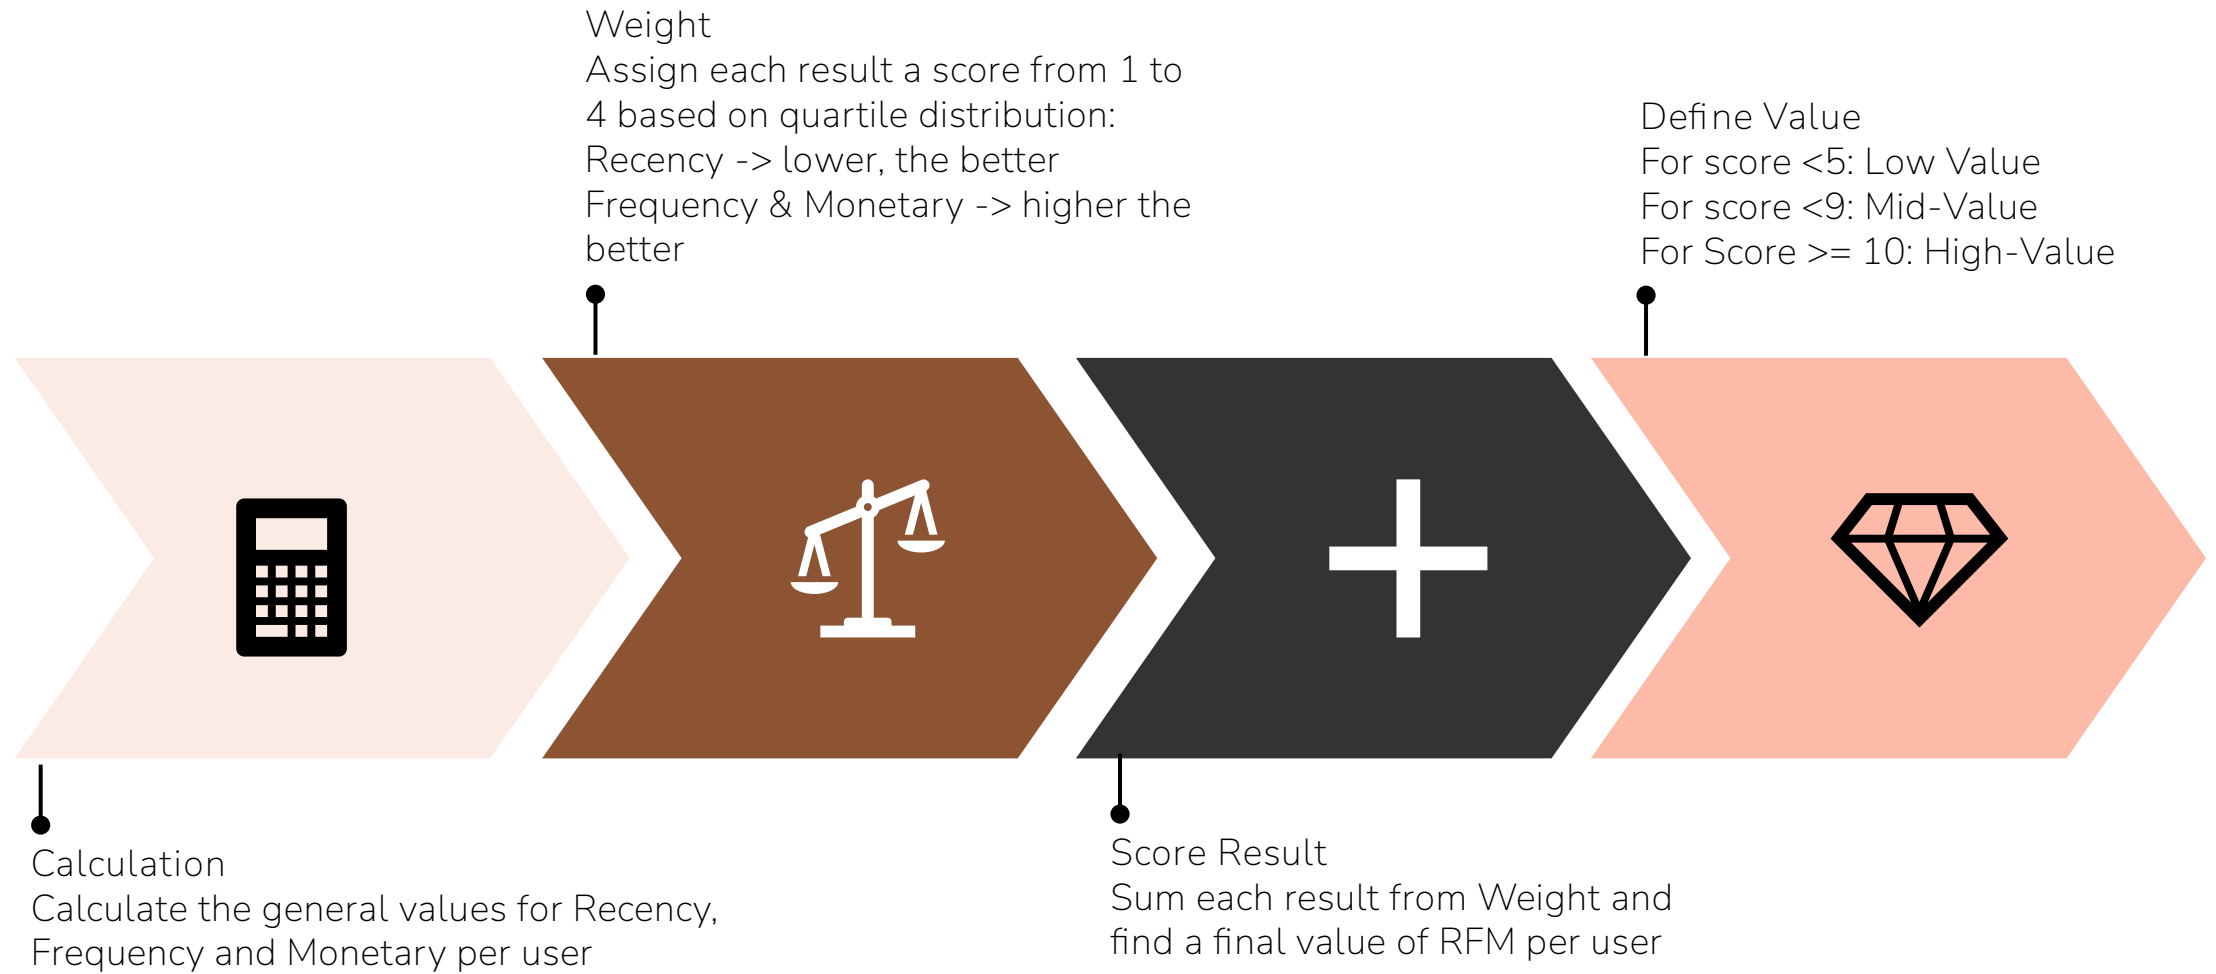 Calculation
Calculate the general values for Recency,
Frequency and Monetary per user
Weight
Assign each result a score from 1 to
4 based on quartile distribution:
Recency -> lower, the better
Frequency & Monetary -> higher the
better
Score Result
Sum each result from Weight and
find a final value of RFM per user
Define Value
For score <5: Low Value
For score <9: Mid-Value
For Score >= 10: High-Value